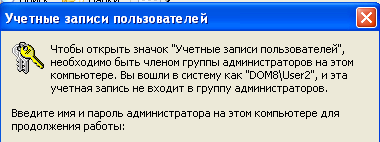 Учетные записи пользователей
Чтобы открыть значок "Учетные записи пользователей",
необходимо быть членом группы администраторов на этом
компьютере. Вы вошли в систему как "DOM8\User2", и эта
учетная запись не входит в группу администраторов.
Введите имя и пароль администратора на этом компьютере для
продолжения работы: